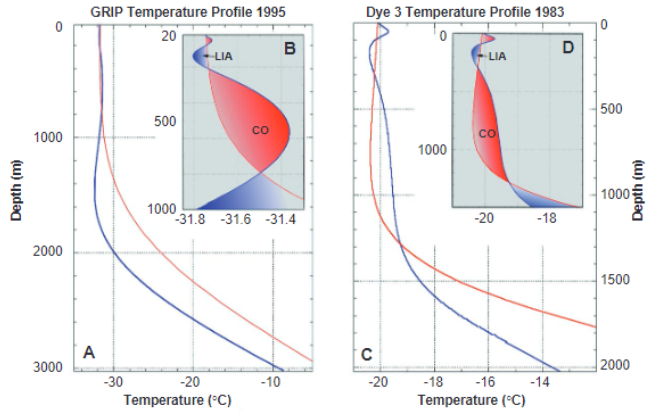 GRIP Temperature Profile 1995
Dye 3 Temperature Profile 1983
Depth (m)
0
1000
2000
3000
-30
-20
-10
Temperature (°C)
A
20
500
1000
-31.8
-31.6
-31.4
B
LIA
CO
0
500
1000
1500
2000
Depth (m)
-20
-18
-16
-14
Temperature (°C)
C
0
1000
-20
-18
D
LIA
CO